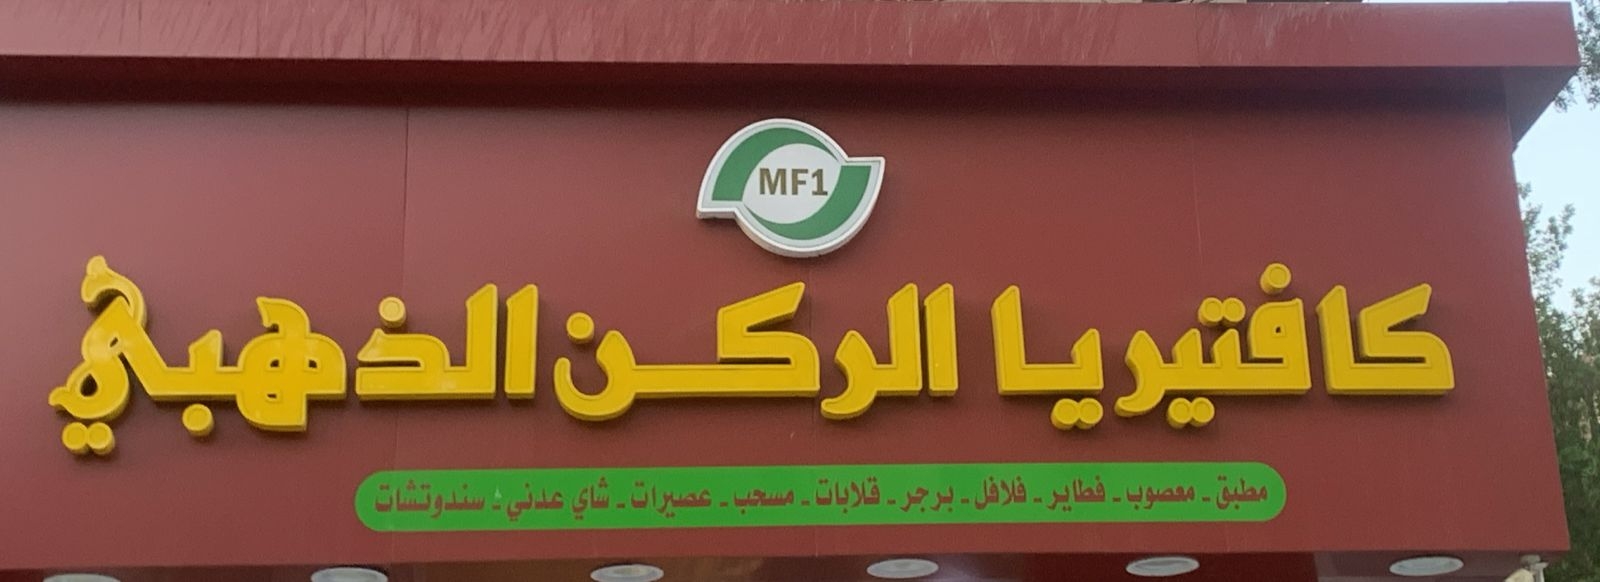 MF1
كافتيريا الركن الذهبي
مطبق - معصوب - فطاير - فلافل - برجر - قلابات - مسحب - عصيرات - شاي عدني - سندوتشات